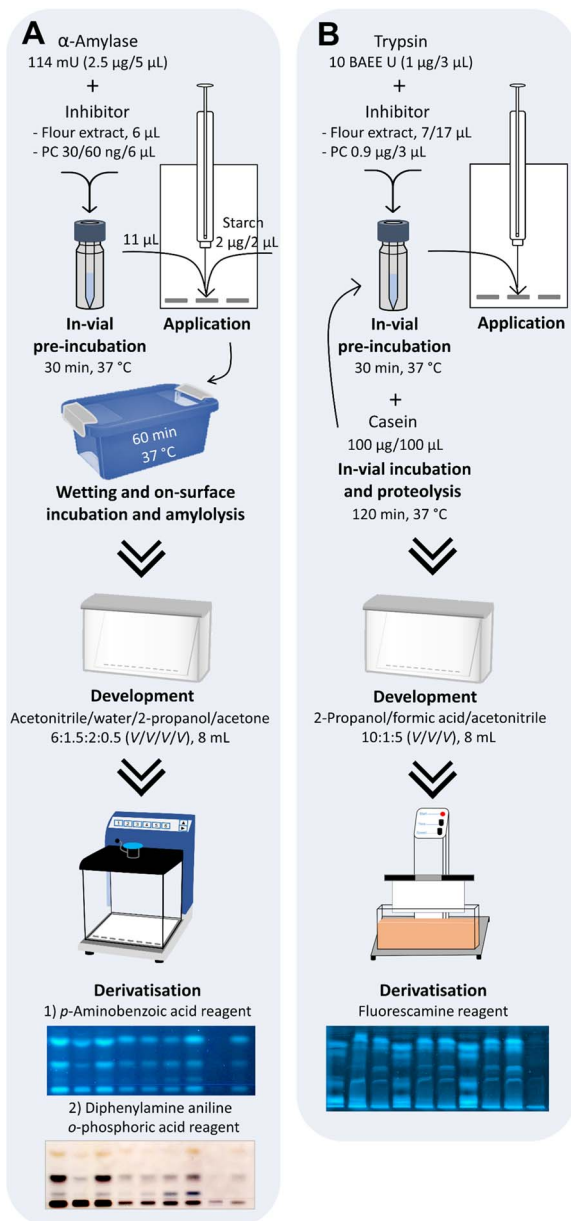 A
α-Amylase
114 mU (2.5 µg/5 µL)
+
Inhibitor
- Flour extract, 6 µL
- PC 30/60 ng/6 µL
11 µL
Starch
2 µg/2 µL
In-vial
pre-incubation
30 min, 37 °C
Application
60 min
37 °C
Wetting and on-surface
incubation and amylolysis
Development
Acetonitrile/water/2-propanol/acetone
6:1.5:2:0.5 (V/V/V/V), 8 mL
1 2 3 4 5 6
Derivatisation
1) p-Aminobenzoic acid reagent
2) Diphenylamine aniline
o-phosphoric acid reagent
B
Trypsin
10 BAEE U (1 µg/3 µL)
+
Inhibitor
- Flour extract, 7/17 µL
- PC 0.9 µg/3 µL
In-vial
pre-incubation
30 min, 37 °C
Application
+
Casein
100 µg/100 µL
In-vial incubation
and proteolysis
120 min, 37 °C
Development
2-Propanol/formic acid/acetonitrile
10:1:5 (V/V/V), 8 mL
Derivatisation
Fluorescamine reagent